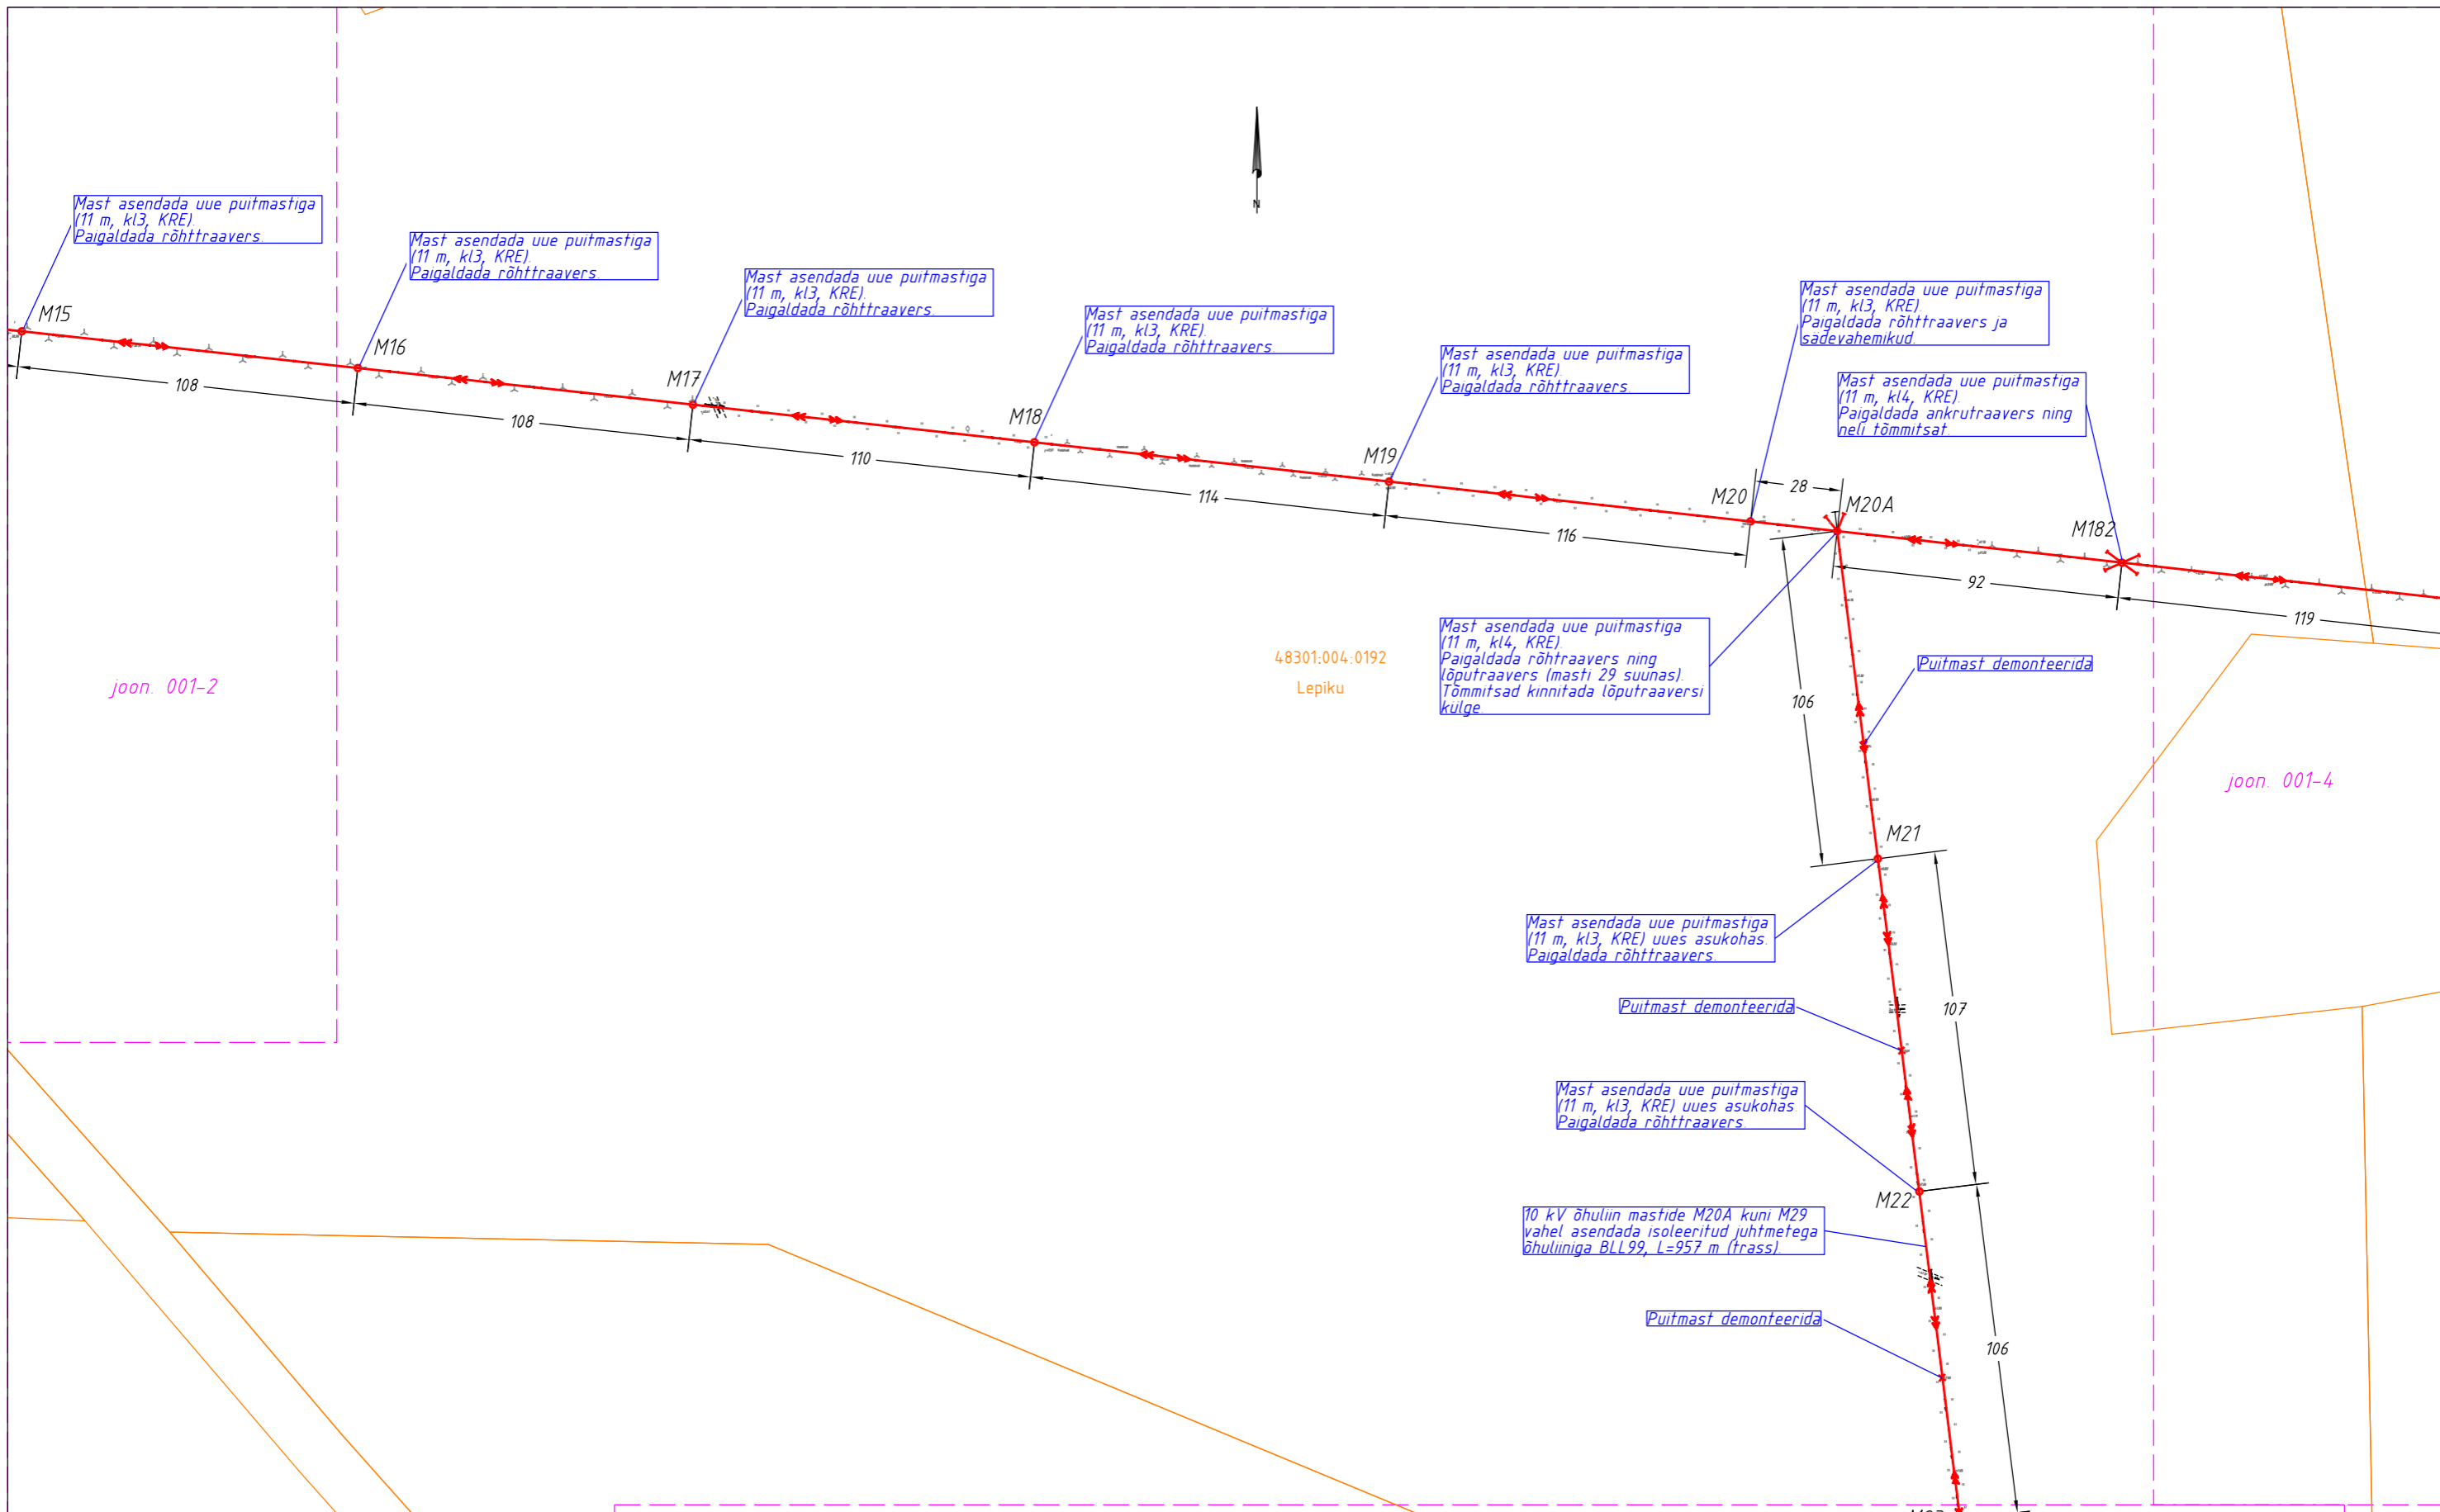 N
Mast asendada uue puitmastiga
(11 m, kl3, KRE).
Paigaldada rõhttraavers.
Mast asendada uue puitmastiga
(11 m, kl3, KRE).
Paigaldada rõhttraavers.
Mast asendada uue puitmastiga
(11 m, kl3, KRE).
Paigaldada rõhttraavers.
Mast asendada uue puitmastiga
(11 m, kl3, KRE).
Paigaldada rõhttraavers.
Mast asendada uue puitmastiga
(11 m, kl3, KRE).
Paigaldada rõhttraavers.
Mast asendada uue puitmastiga
(11 m, kl3, KRE).
Paigaldada rõhttraavers ja
sädevahemikud.
Mast asendada uue puitmastiga
(11 m, kl4, KRE).
Paigaldada ankrutraavers ning
neli tõmmitsat.
M15
M16
M17
M18
M19
M20
M20A
M182
108
108
110
114
116
28
92
119
Mast asendada uue puitmastiga
(11 m, kl4, KRE).
Paigaldada rõhtraavers ning
lõputraavers (masti 29 suunas).
Tõmmitsad kinnitada lõputraaversi
külge.
48301:004:0192
Lepiku
joon. 001-2
joon. 001-4
Puitmast demonteerida
106
M21
Mast asendada uue puitmastiga
(11 m, kl3, KRE) uues asukohas.
Paigaldada rõhttraavers.
107
Puitmast demonteerida
Mast asendada uue puitmastiga
(11 m, kl3, KRE) uues asukohas.
Paigaldada rõhttraavers.
M22
10 kV õhuliin mastide M20A kuni M29
vahel asendada isoleeritud juhtmetega
õhuliiniga BLL99, L=957 m (trass).
Puitmast demonteerida
106